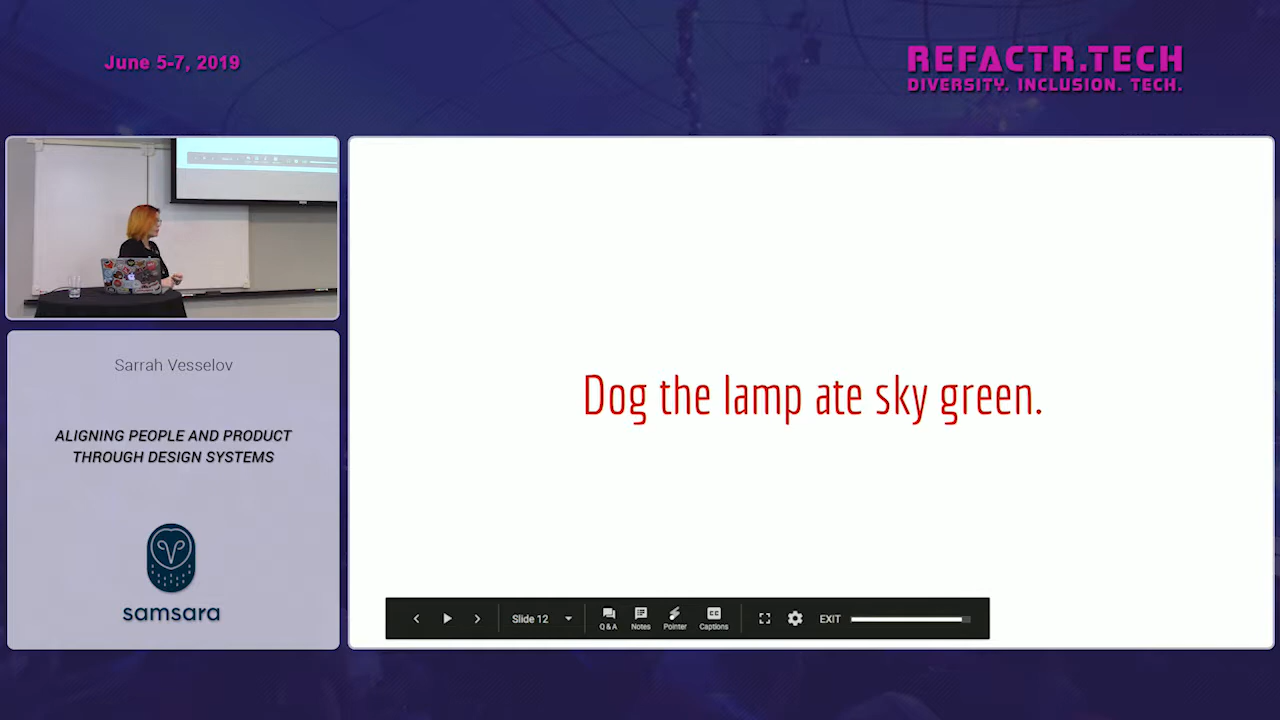 June 5-7, 2019
REFACTR.TECH
DIVERSITY. INCLUSION. TECH.
Sarrah Vesselov
ALIGNING PEOPLE AND PRODUCT
THROUGH DESIGN SYSTEMS
samsara
Dog the lamp ate sky green.
Slide 12
Q & A
Notes
Pointer
Captions
EXIT